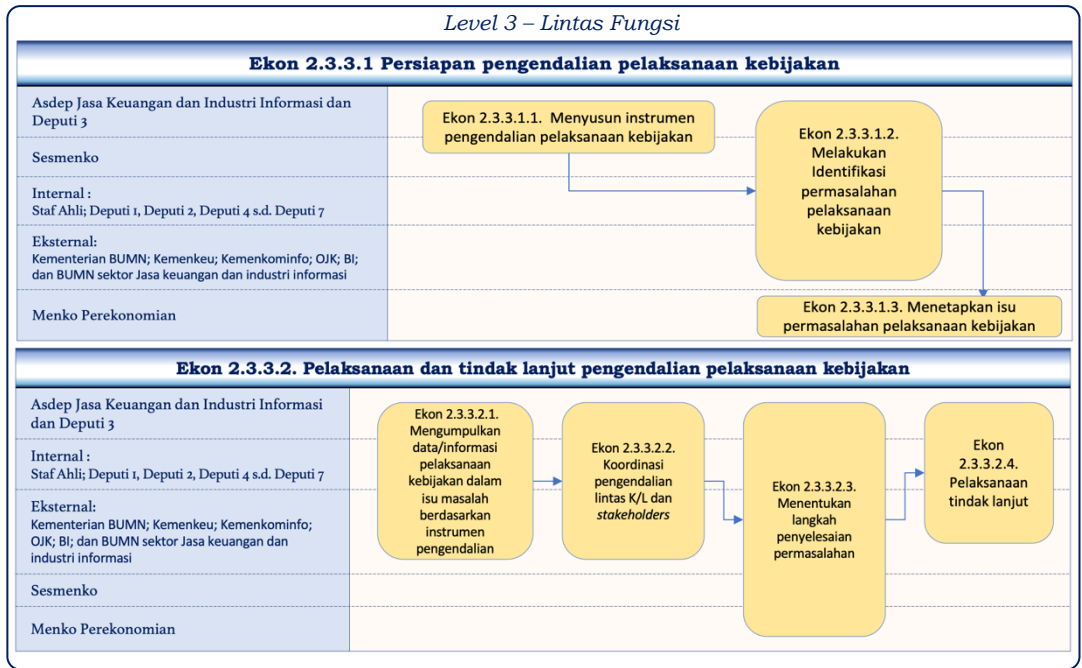 Level 3 – Lintas Fungsi
Ekon 2.3.3.1 Persiapan pengendalian pelaksanaan kebijakan
Asdep Jasa Keuangan dan Industri Informasi dan
Deputi 3
Sesmenko
Internal :
Staf Ahli; Deputi 1, Deputi 2, Deputi 4 s.d. Deputi 7
Eksternal:
Kementerian BUMN; Kemenkeu; Kemenkominfo; OJK; BI;
dan BUMN sektor Jasa keuangan dan industri informasi
Menko Perekonomian
Ekon 2.3.3.1.1. Menyusun instrumen
pengendalian pelaksanaan kebijakan
Ekon 2.3.3.1.2.
Melakukan
Identifikasi
permasalahan
pelaksanaan
kebijakan
Ekon 2.3.3.1.3. Menetapkan isu
permasalahan pelaksanaan kebijakan
Ekon 2.3.3.2. Pelaksanaan dan tindak lanjut pengendalian pelaksanaan kebijakan
Asdep Jasa Keuangan dan Industri Informasi
dan Deputi 3
Internal :
Staf Ahli; Deputi 1, Deputi 2, Deputi 4 s.d. Deputi 7
Eksternal:
Kementerian BUMN; Kemenkeu; Kemenkominfo;
OJK; BI; dan BUMN sektor Jasa keuangan dan
industri informasi
Sesmenko
Menko Perekonomian
Ekon 2.3.3.2.1.
Mengumpulkan
data/informasi
pelaksanaan
kebijakan dalam
isu masalah
berdasarkan
instrumen
pengendalian
Ekon 2.3.3.2.2.
Koordinasi
pengendalian
lintas K/L dan
stakeholders
Ekon 2.3.3.2.3.
Menentukan
langkah
penyelesaian
permasalahan
Ekon
2.3.3.2.4.
Pelaksanaan
tindak lanjut